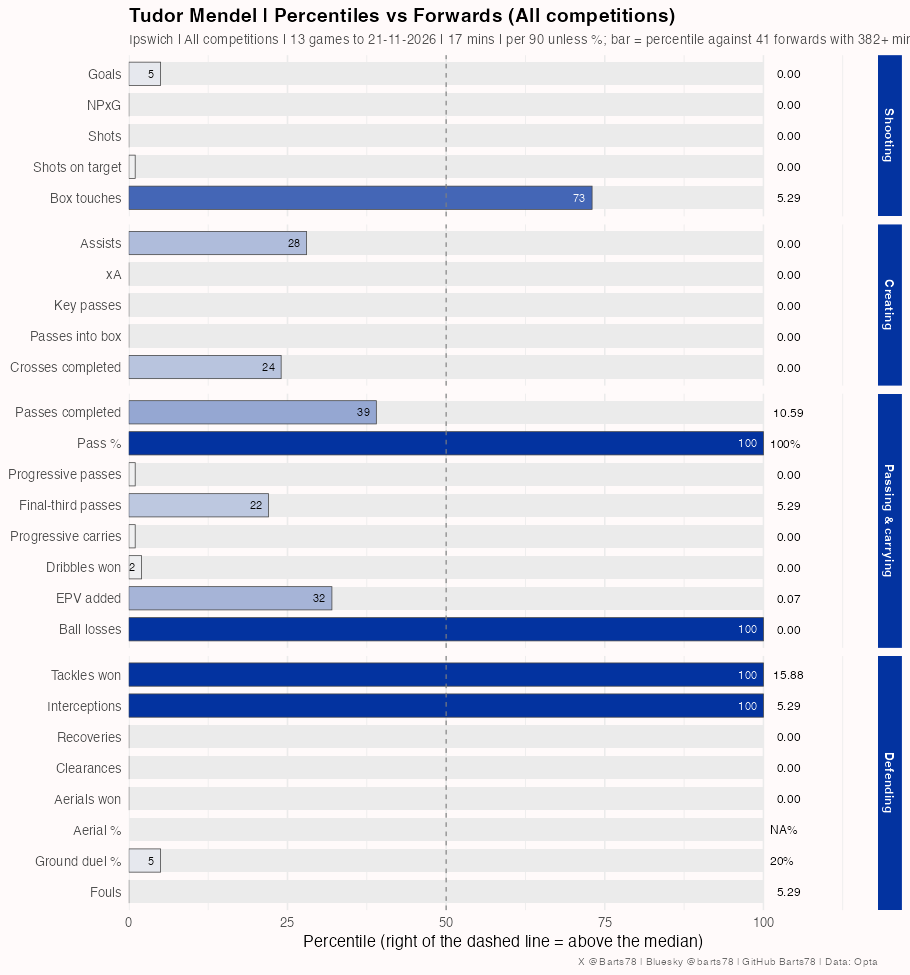 Tudor Mendel | Percentiles vs Forwards (All competitions)
Ipswich | All competitions | 13 games to 21-11-2026 | 17 mins | per 90 unless %; bar = percentile against 41 forwards with 382+ min
Goals 5 0.00
NPxG 0.00
Shots 0.00
Shots on target 0.00
Box touches 73 5.29
Shooting
Assists 28 0.00
xA 0.00
Key passes 0.00
Passes into box 0.00
Crosses completed 24 0.00
Creating
Passes completed 39 10.59
Pass % 100 100%
Progressive passes 0.00
Final-third passes 22 5.29
Progressive carries 0.00
Dribbles won 2 0.00
EPV added 32 0.07
Ball losses 100 0.00
Passing & carrying
Tackles won 100 15.88
Interceptions 100 5.29
Recoveries 0.00
Clearances 0.00
Aerials won 0.00
Aerial % NA%
Ground duel % 5 20%
Fouls 5.29
Defending
0 25 50 75 100
Percentile (right of the dashed line = above the median)
X @Barts78 | Bluesky @barts78 | GitHub Barts78 | Data: Opta